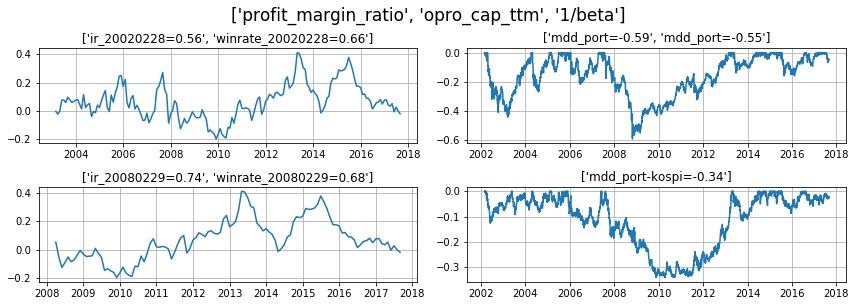 ['profit_margin_ratio', 'opro_cap_ttm', '1/beta']
['ir_20020228=0.56', 'winrate_20020228=0.66']
0.4
0.2
0.0
−0.2
2004 2006 2008 2010 2012 2014 2016 2018
['mdd_port=-0.59', 'mdd_port=-0.55']
0.0
−0.2
−0.4
−0.6
2002 2004 2006 2008 2010 2012 2014 2016 2018
['ir_20080229=0.74', 'winrate_20080229=0.68']
0.4
0.2
0.0
−0.2
2008 2009 2010 2011 2012 2013 2014 2015 2016 2017 2018
['mdd_port-kospi=-0.34']
0.0
−0.1
−0.2
−0.3
2002 2004 2006 2008 2010 2012 2014 2016 2018